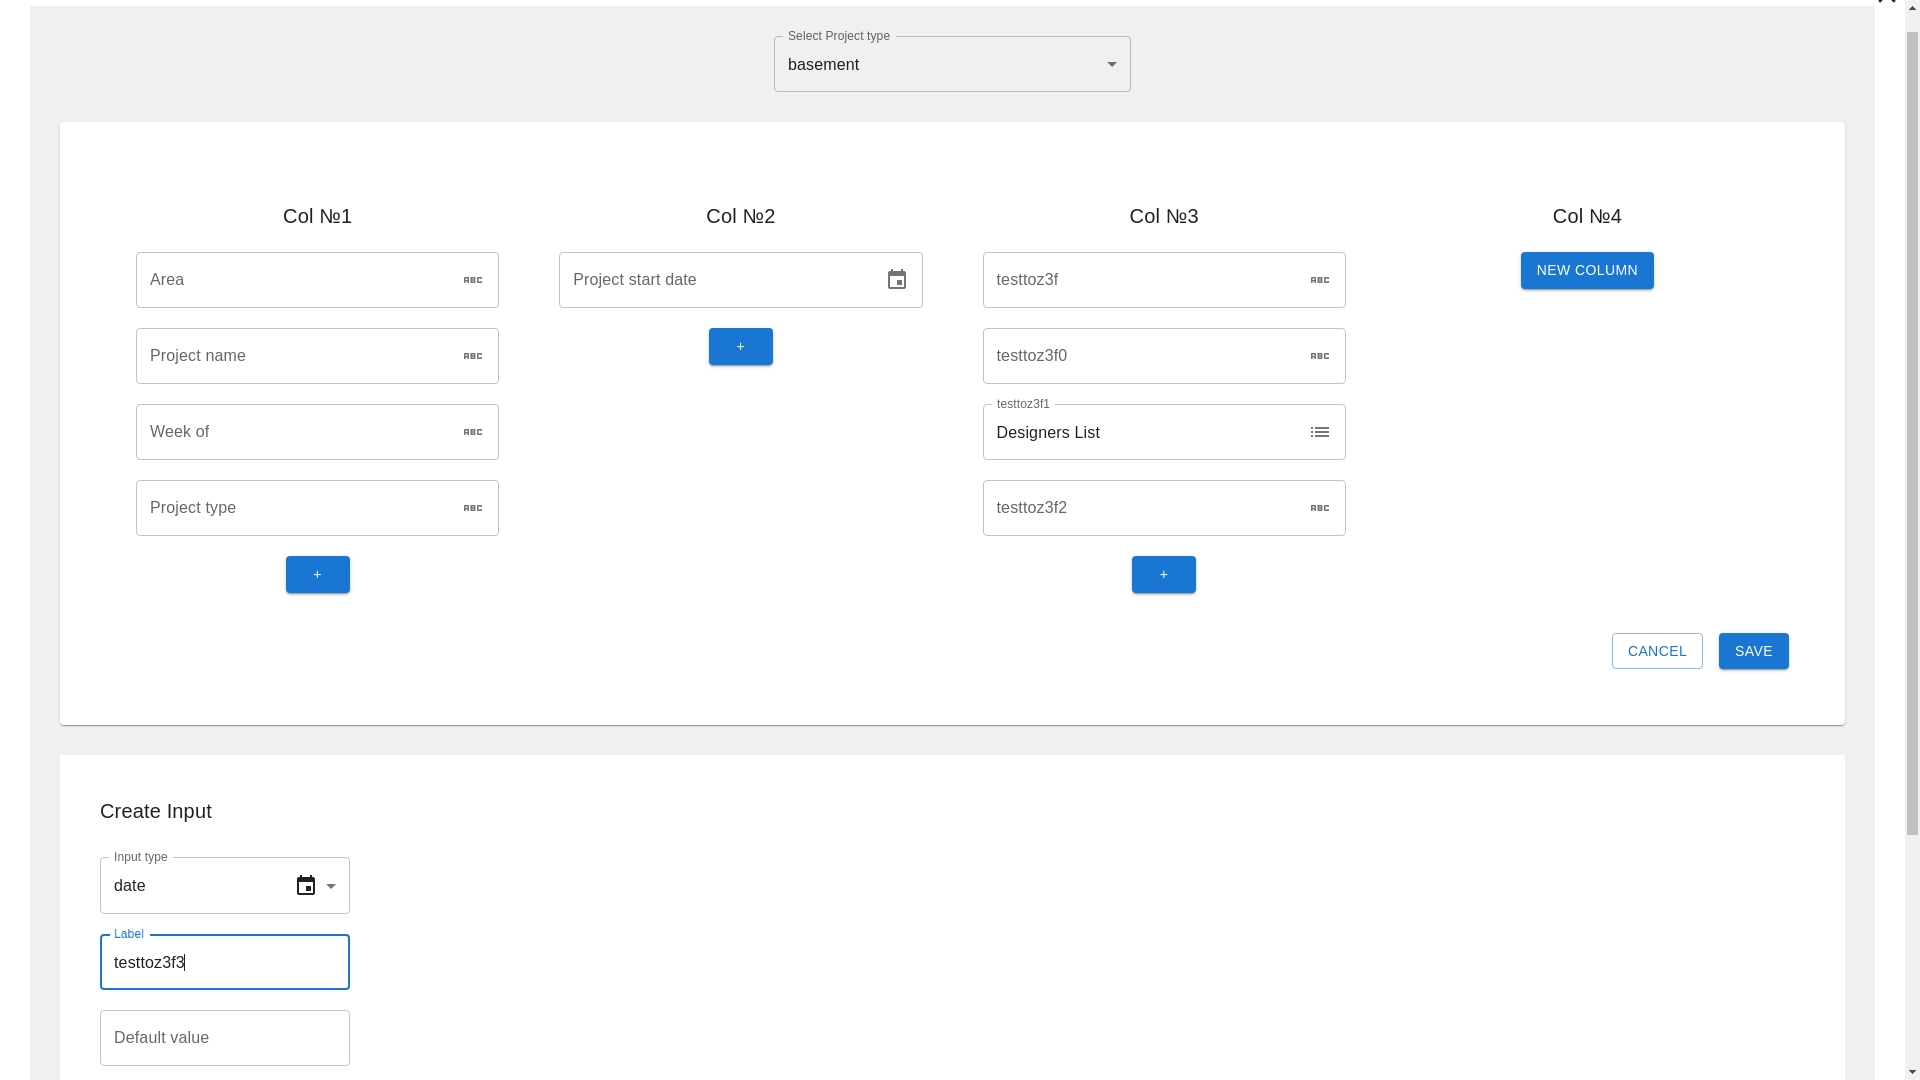 Select Project type
basement
Col №1
Col №2
Col №3
Col №4
Area
ABC
Project start date
testtoz3f
ABC
NEW COLUMN
Project name
ABC
+
testtoz3f0
ABC
Week of
ABC
testtoz3f1
Designers List
Project type
ABC
testtoz3f2
ABC
+
+
CANCEL
SAVE
Create Input
Input type
date
Label
testtoz3f3
Default value